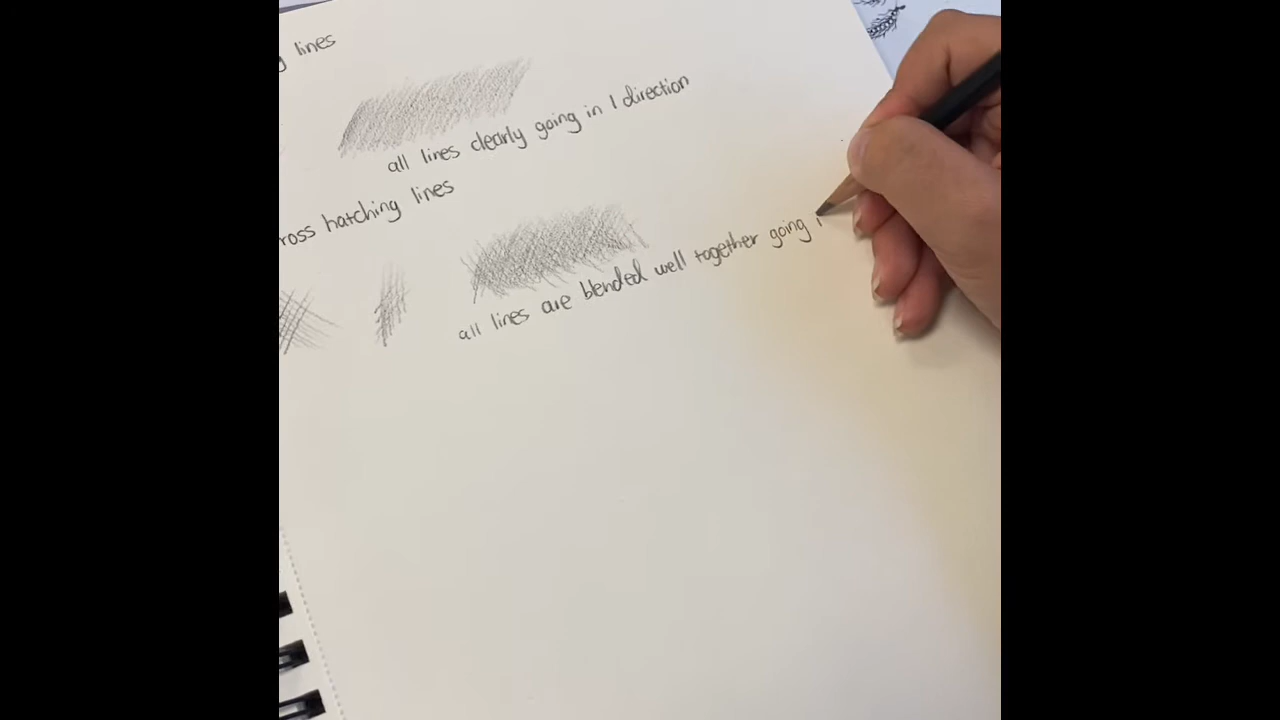 lines
all lines clearly going in 1 direction
ross hatching lines
all lines are blended well together going i